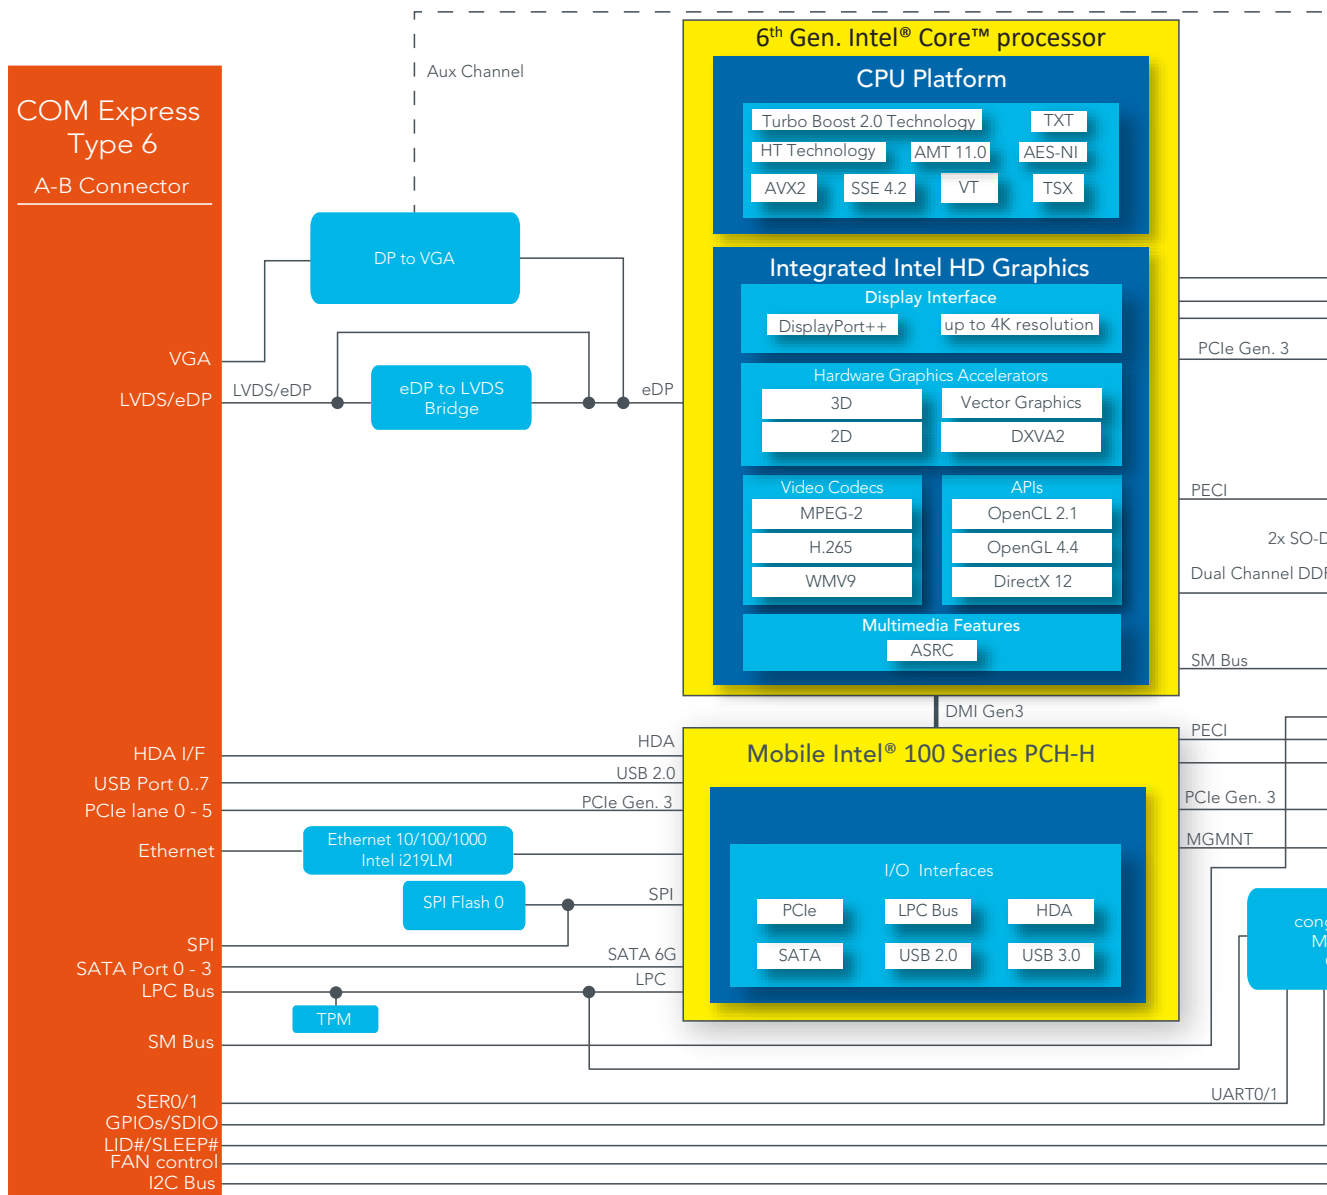 Aux Channel
COM Express
Type 6
A-B Connector
VGA
LVDS/eDP
HDA I/F
USB Port 0..7
PCIe lane 0 - 5
Ethernet
SPI
SATA Port 0 - 3
LPC Bus
SM Bus
SER0/1
GPIOs/SDIO
LID#/SLEEP#
FAN control
I2C Bus
DP to VGA
LVDS/eDP
eDP to LVDS
Bridge
eDP
HDA
USB 2.0
PCIe Gen. 3
Ethernet 10/100/1000
Intel i219LM
SPI Flash 0
SPI
SATA 6G
LPC
TPM
6th Gen. Intel® Core™ processor
CPU Platform
Turbo Boost 2.0 Technology
TXT
HT Technology
AMT 11.0
AES-NI
AVX2
SSE 4.2
VT
TSX
Integrated Intel HD Graphics
Display Interface
DisplayPort++
up to 4K resolution
Hardware Graphics Accelerators
3D
Vector Graphics
2D
DXVA2
Video Codecs
MPEG-2
H.265
WMV9
APIs
OpenCL 2.1
OpenGL 4.4
DirectX 12
Multimedia Features
ASRC
DMI Gen3
Mobile Intel® 100 Series PCH-H
I/O Interfaces
PCIe
LPC Bus
HDA
SATA
USB 2.0
USB 3.0
PCIe Gen. 3
PECI
2x SO-D
Dual Channel DD
SM Bus
PECI
PCIe Gen. 3
MGMNT
con
M
UART0/1